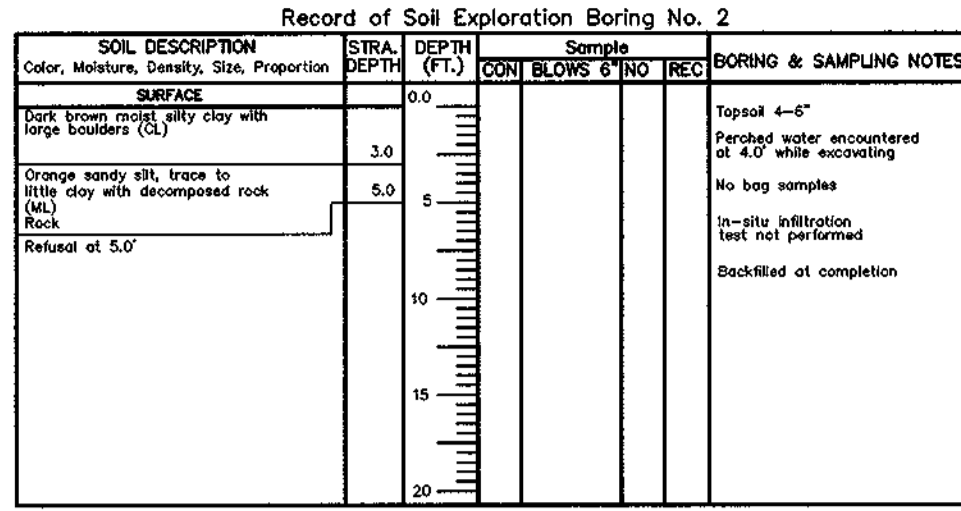 Record of Soil Exploration Boring No. 2
SOIL DESCRIPTION
Color, Moisture, Density, Size, Proportion
STRA.
DEPTH
DEPTH
(FT.)
Sample
CON BLOWS 6" NO REC
BORING & SAMPLING NOTES
SURFACE
0.0
Dark brown moist silty clay with
large boulders (CL)
3.0
Orange sandy silt, trace to
little clay with decomposed rock
(ML)
Rock
5.0
Refusal at 5.0'
5
10
15
20
Topsoil 4-6"
Perched water encountered
at 4.0' while excavating
No bag samples
In-situ infiltration
test not performed
Backfilled at completion